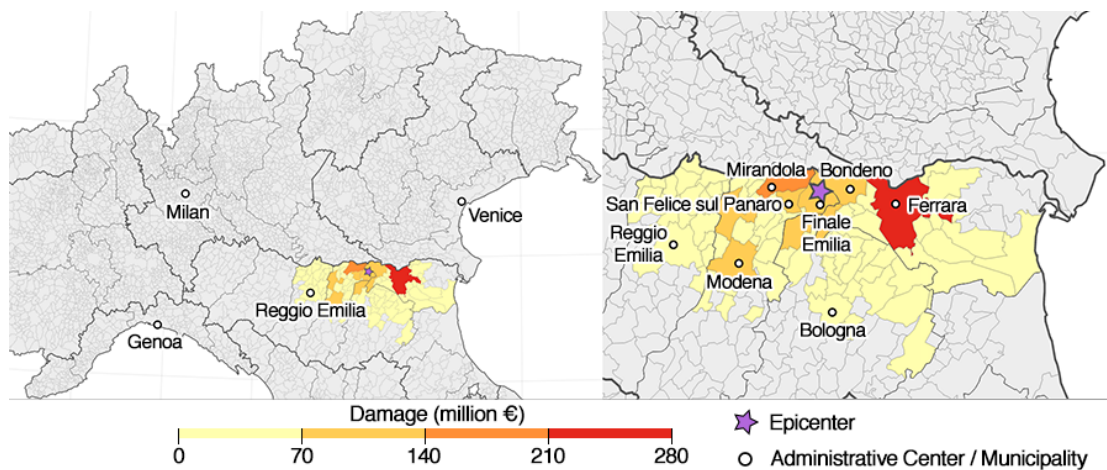 Milan
Venice
Reggio Emilia
Genoa
Mirandola
Bondeno
San Felice sul Panaro
Ferrara
Finale
Emilia
Reggio
Emilia
Modena
Bologna
Damage (million €)
0 70 140 210 280
Epicenter
Administrative Center / Municipality